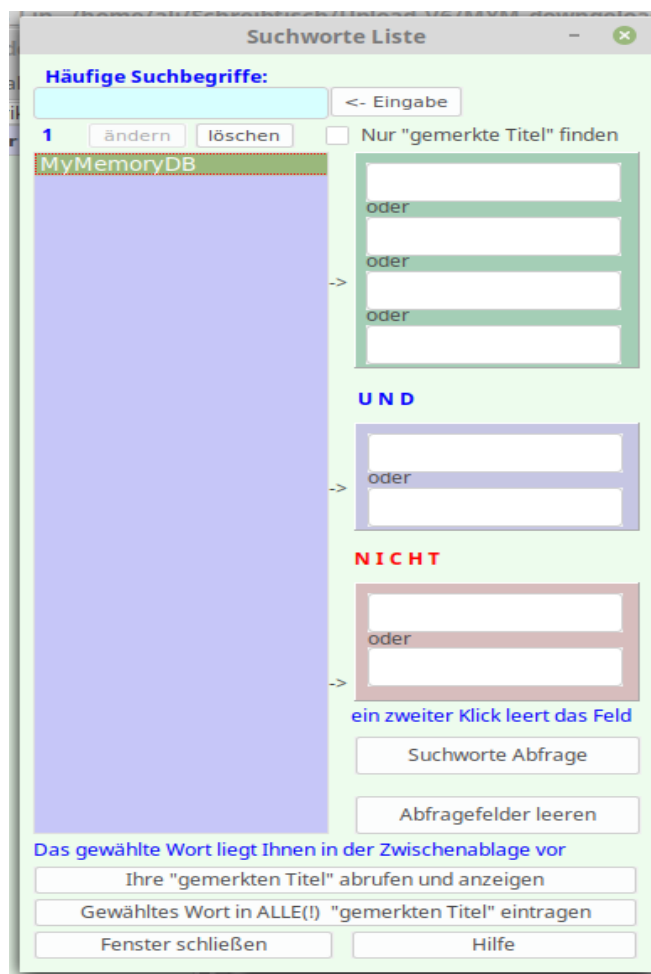 Suchworte Liste
Häufige Suchbegriffe:
<- Eingabe
1 ändern löschen Nur "gemerkte Titel" finden
MyMemoryDB
oder
oder
->
oder
U N D
oder
->
N I C H T
oder
->
ein zweiter Klick leert das Feld
Suchworte Abfrage
Abfragefelder leeren
Das gewählte Wort liegt Ihnen in der Zwischenablage vor
Ihre "gemerkten Titel" abrufen und anzeigen
Gewähltes Wort in ALLE(!) "gemerkten Titel" eintragen
Fenster schließen Hilfe